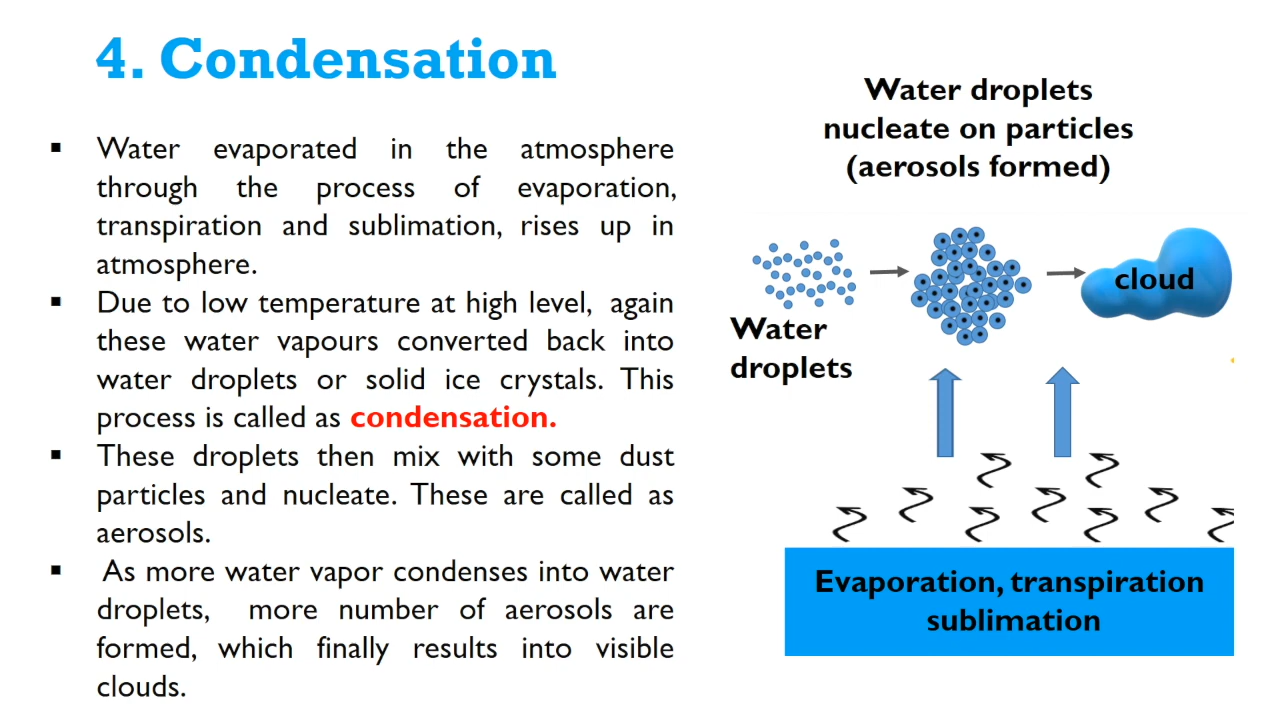 4. Condensation
▪ Water evaporated in the atmosphere
through the process of evaporation,
transpiration and sublimation, rises up in
atmosphere.
▪ Due to low temperature at high level, again
these water vapours converted back into
water droplets or solid ice crystals. This
process is called as condensation.
▪ These droplets then mix with some dust
particles and nucleate. These are called as
aerosols.
▪ As more water vapor condenses into water
droplets, more number of aerosols are
formed, which finally results into visible
clouds.
Water droplets
nucleate on particles
(aerosols formed)
Water
droplets
cloud
Evaporation, transpiration
sublimation